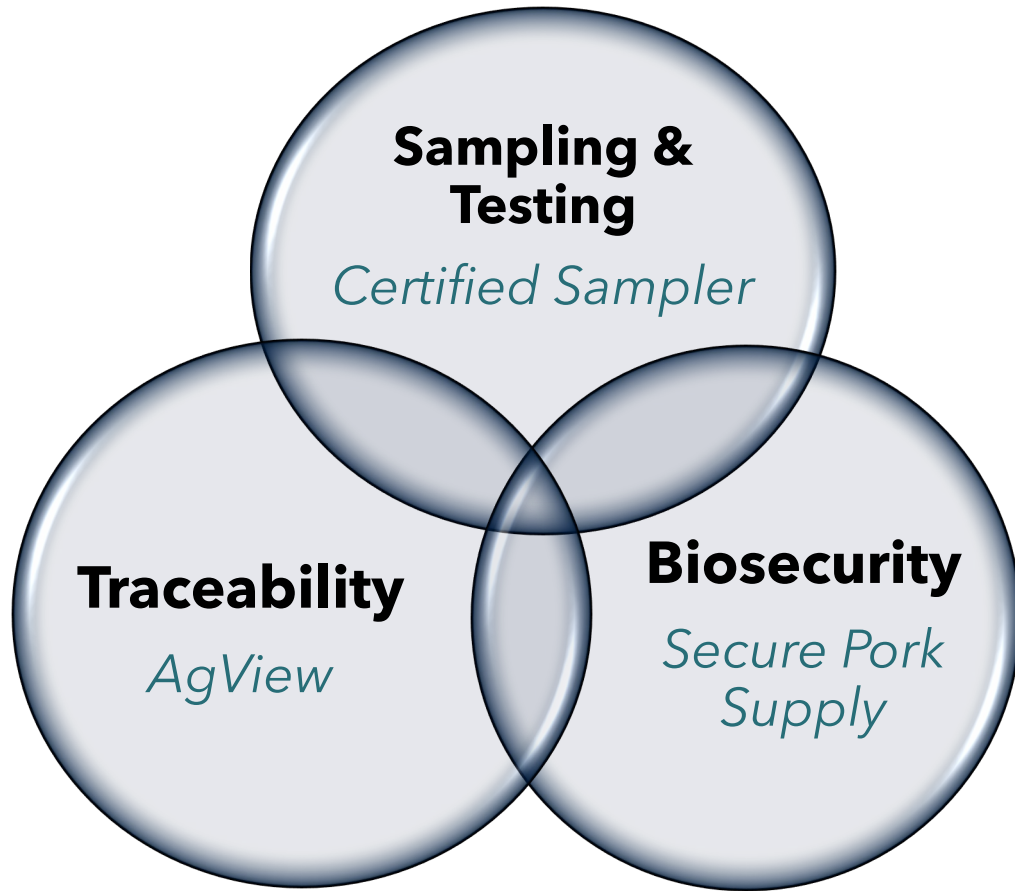 Sampling &
Testing
Certified Sampler
Traceability
AgView
Biosecurity
Secure Pork
Supply